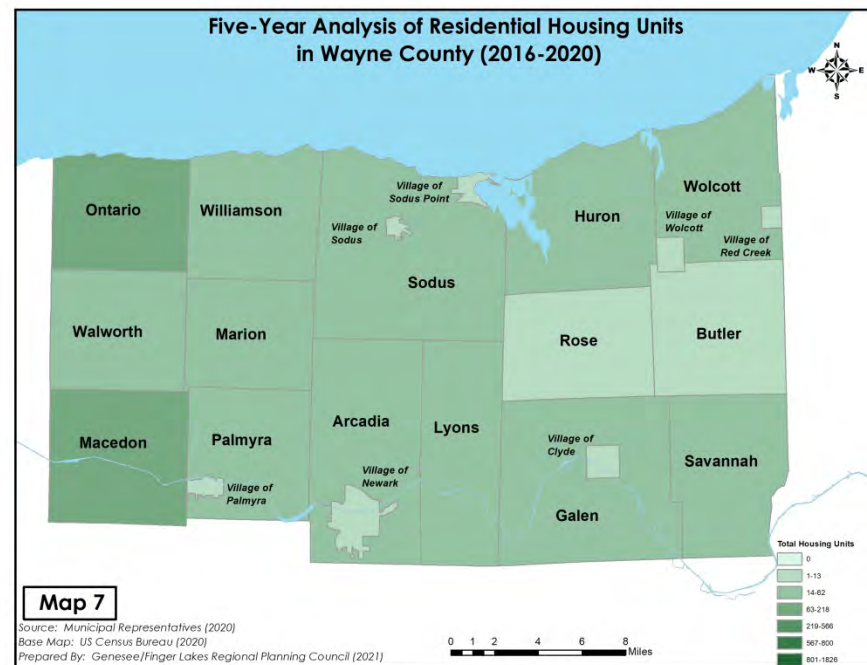 Five-Year Analysis of Residential Housing Units
in Wayne County (2016-2020)
N
W E
S
Ontario
Williamson
Village of
Sodus Point
Village of
Sodus
Sodus
Huron
Wolcott
Village of
Wolcott
Village of
Red Creek
Walworth
Marion
Rose
Butler
Macedon
Palmyra
Village of
Palmyra
Arcadia
Village of
Newark
Lyons
Village of
Clyde
Galen
Savannah
Total Housing Units
0
1-13
14-62
63-218
219-566
567-800
801-1826
Map 7
Source: Municipal Representatives (2020)
Base Map: US Census Bureau (2020)
Prepared By: Genesee/Finger Lakes Regional Planning Council (2021)
0 1 2 4 6 8
Miles